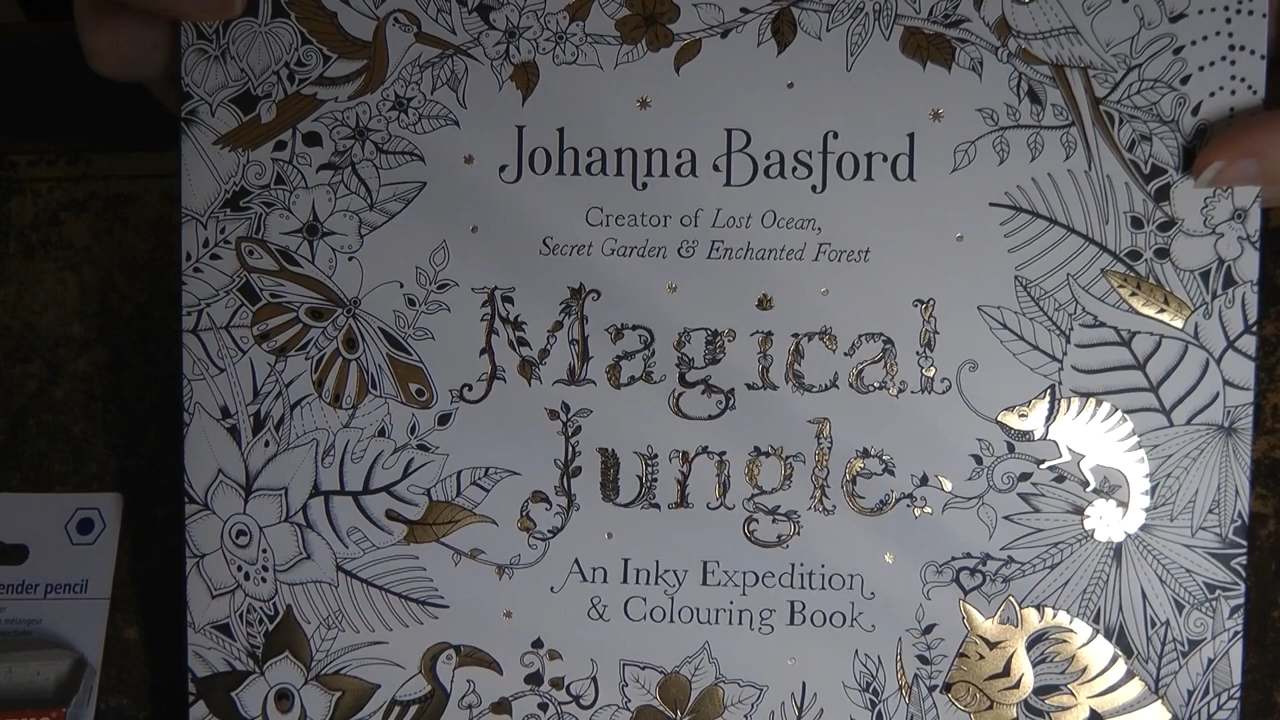 Johanna Basford
Creator of Lost Ocean,
Secret Garden & Enchanted Forest
Magical
Jungle
An Inky Expedition
& Colouring Book
ender pencil